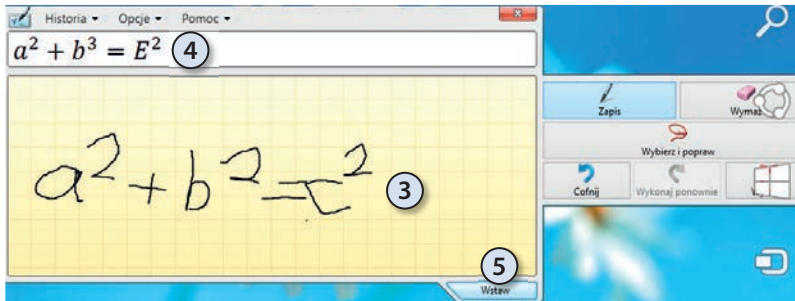 Historia Opcje Pomoc x
a² + b³ = E² 4
a² + b² = c² 3
Zapis
Wybierz i popraw
Cofnij Wykonaj ponownie
5
Wstaw